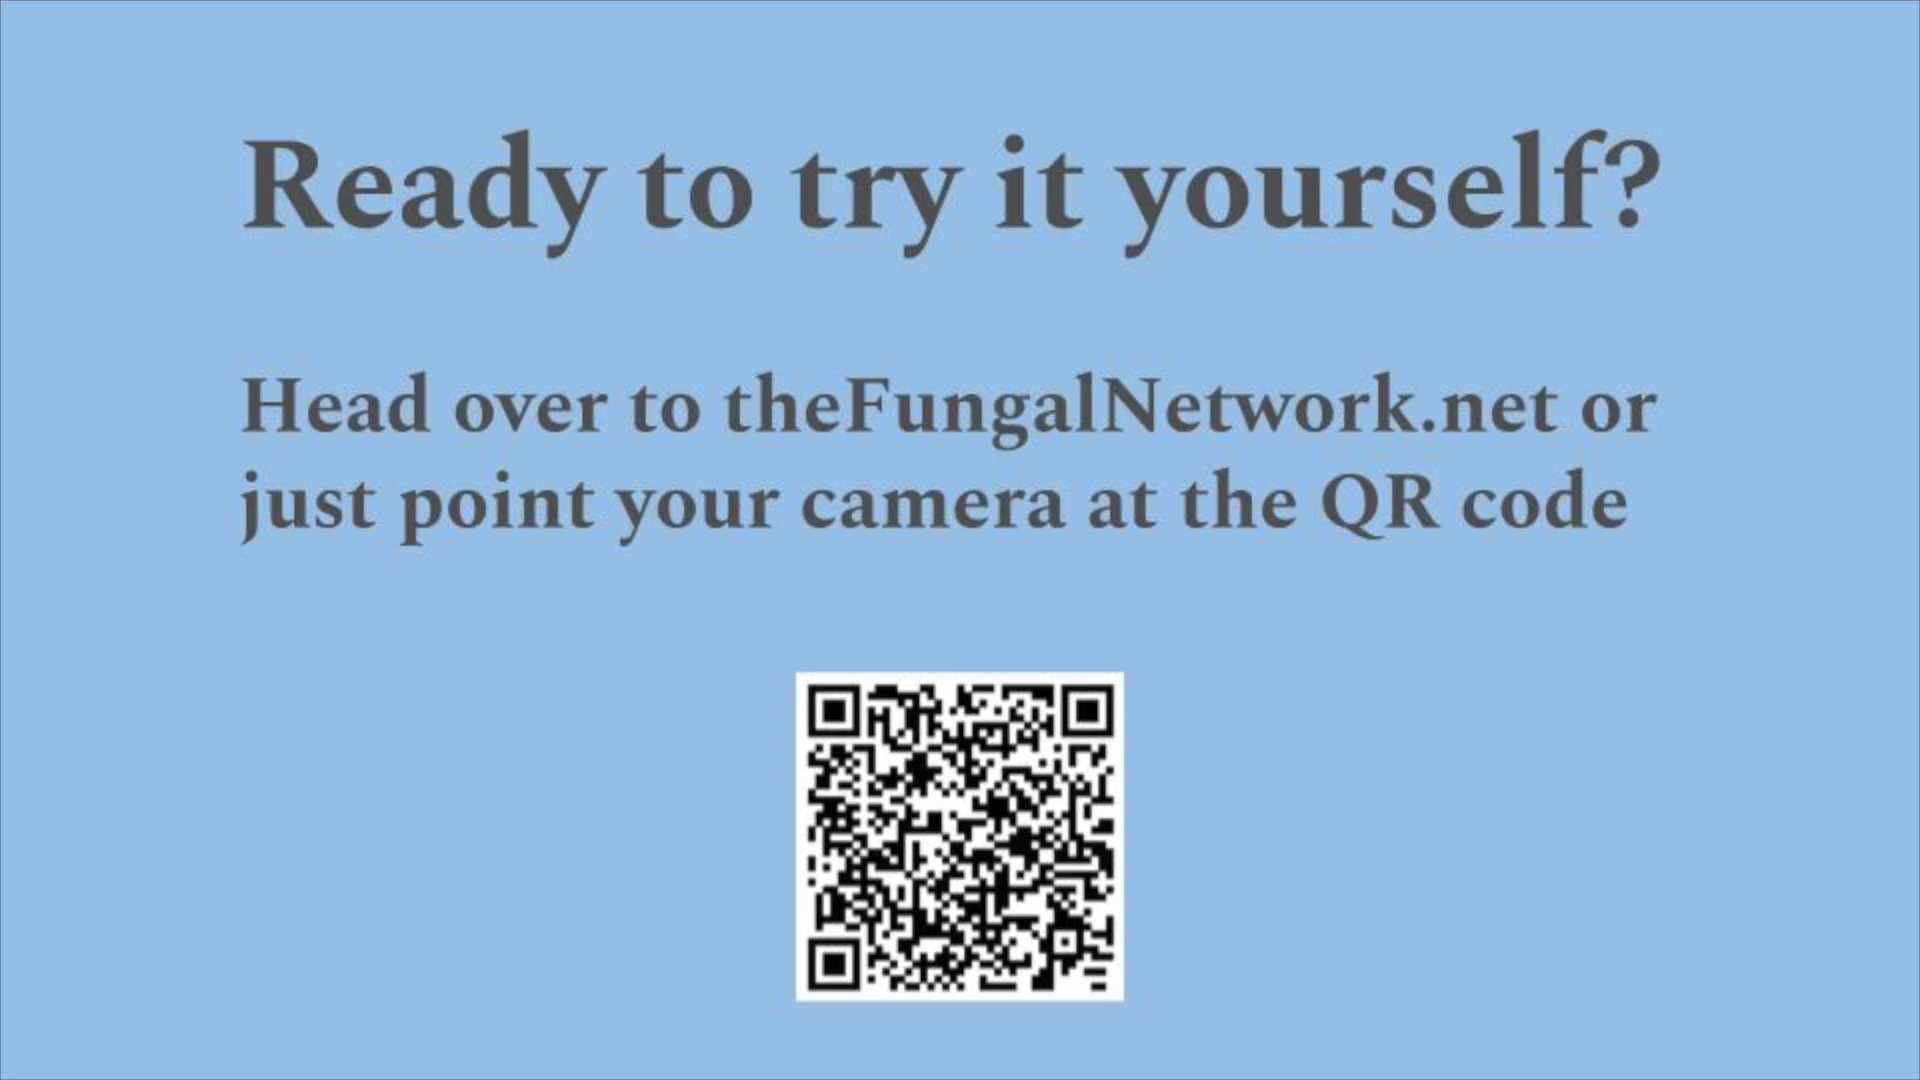 Ready to try it yourself?
Head over to theFungalNetwork.net or
just point your camera at the QR code